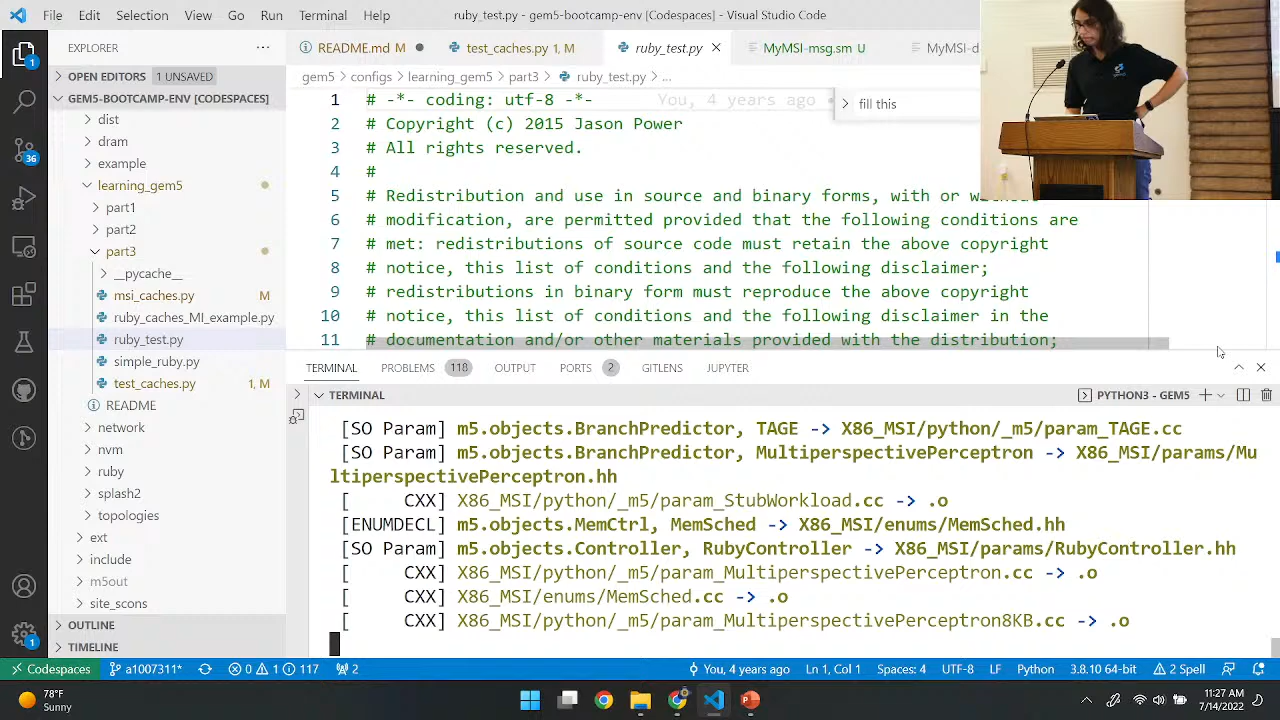 File Edit Selection View Go Run Terminal Help ruby_test.py - gem5-bootcamp-env [Codespaces] - Visual Studio Code
EXPLORER ...
OPEN EDITORS 1 UNSAVED
GEM5-BOOTCAMP-ENV [CODESPACES]
dist
dram
example
learning_gem5
part1
part2
part3
__pycache__
msi_caches.py M
ruby_caches_MI_example.py
ruby_test.py
simple_ruby.py
test_caches.py 1, M
README
network
nvm
ruby
splash2
topologies
ext
include
m5out
site_scons
OUTLINE
TIMELINE
README.md M test_caches.py 1, M ruby_test.py MyMSI-msg.sm U MyMSI-d
gem5 > configs > learning_gem5 > part3 > ruby_test.py > ...
fill this
1 # -*- coding: utf-8 -*- You, 4 years ago
2 # Copyright (c) 2015 Jason Power
3 # All rights reserved.
4 #
5 # Redistribution and use in source and binary forms, with or
6 # modification, are permitted provided that the following conditions are
7 # met: redistributions of source code must retain the above copyright
8 # notice, this list of conditions and the following disclaimer;
9 # redistributions in binary form must reproduce the above copyright
10 # notice, this list of conditions and the following disclaimer in the
11 # documentation and/or other materials provided with the distribution;
TERMINAL PROBLEMS 118 OUTPUT PORTS 2 GITLENS JUPYTER
TERMINAL PYTHON3 - GEM5
[SO Param] m5.objects.BranchPredictor, TAGE -> X86_MSI/python/_m5/param_TAGE.cc
[SO Param] m5.objects.BranchPredictor, MultiperspectivePerceptron -> X86_MSI/params/Mu
ltiperspectivePerceptron.hh
[ CXX] X86_MSI/python/_m5/param_StubWorkload.cc -> .o
[ENUMDECL] m5.objects.MemCtrl, MemSched -> X86_MSI/enums/MemSched.hh
[SO Param] m5.objects.Controller, RubyController -> X86_MSI/params/RubyController.hh
[ CXX] X86_MSI/python/_m5/param_MultiperspectivePerceptron.cc -> .o
[ CXX] X86_MSI/enums/MemSched.cc -> .o
[ CXX] X86_MSI/python/_m5/param_MultiperspectivePerceptron8KB.cc -> .o
1
36
1
Codespaces a1007311* 0 1 117 2 You, 4 years ago Ln 1, Col 1 Spaces: 4 UTF-8 LF Python 3.8.10 64-bit 2 Spell
78°F
Sunny
11:27 AM
7/14/2022